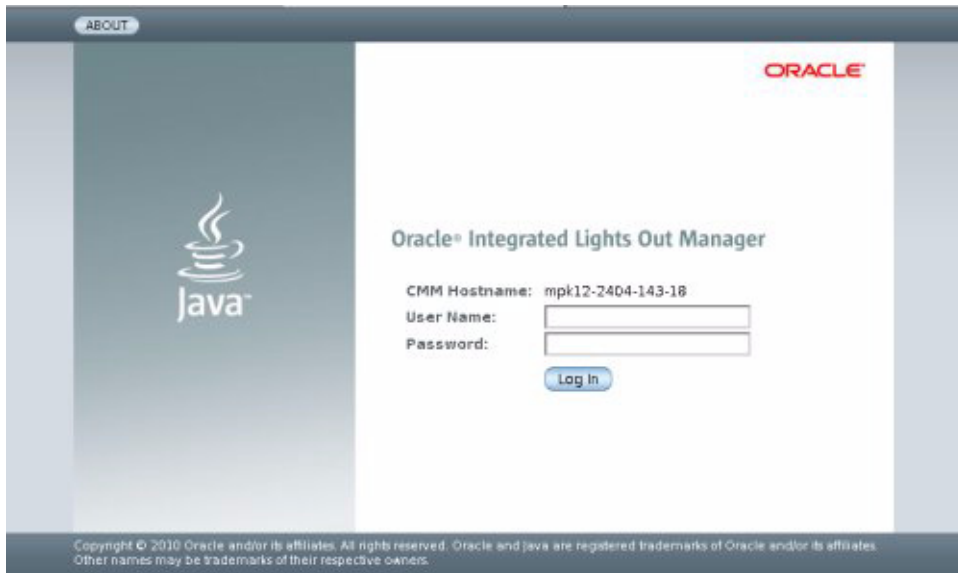 ABOUT
ORACLE®
Java™
Oracle® Integrated Lights Out Manager
CMM Hostname: mpk12-2404-143-18
User Name:
Password:
Log In
Copyright © 2010 Oracle and/or its affiliates. All rights reserved. Oracle and Java are registered trademarks of Oracle and/or its affiliates.
Other names may be trademarks of their respective owners.